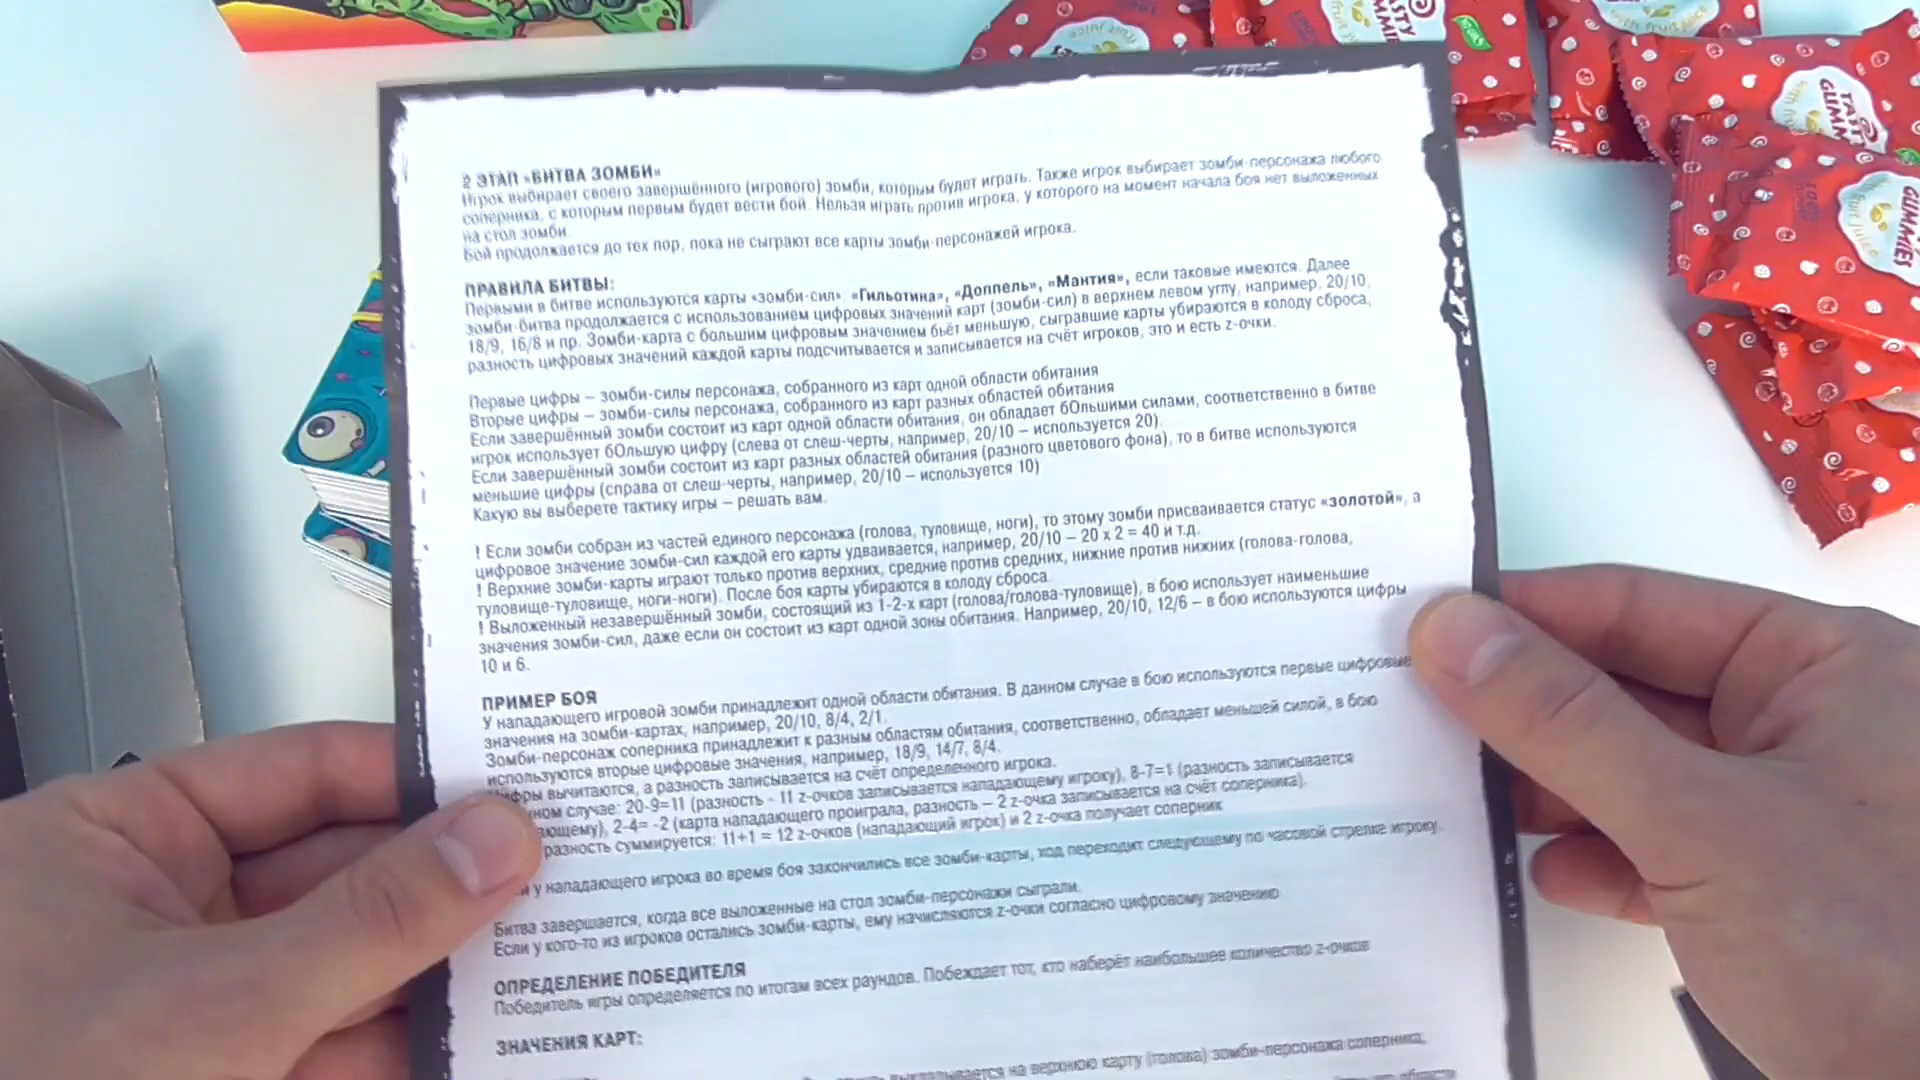 2 ЭТАП «БИТВА ЗОМБИ»
Игрок выбирает своего завершённого (игрового) зомби, которым будет играть. Также игрок выбирает зомби-персонажа любого
соперника, с которым первым будет вести бой. Нельзя играть против игрока, у которого на момент начала боя нет выложенных
на стол зомби.
Бой продолжается до тех пор, пока не сыграют все карты зомби-персонажей игрока.
ПРАВИЛА БИТВЫ:
Первыми в битве используются карты «зомби-сил»: «Гильотина», «Доппель», «Мантия», если таковые имеются. Далее
зомби-битва продолжается с использованием цифровых значений карт (зомби-сил) в верхнем левом углу, например, 20/10,
18/9, 16/8 и пр. Зомби-карта с большим цифровым значением бьёт меньшую, сыгравшие карты убираются в колоду сброса,
разность цифровых значений каждой карты подсчитывается и записывается на счёт игроков, это и есть z-очки.
Первые цифры – зомби-силы персонажа, собранного из карт одной области обитания
Вторые цифры – зомби-силы персонажа, собранного из карт разных областей обитания
Если завершённый зомби состоит из карт одной области обитания, он обладает бОльшими силами, соответственно в битве
игрок использует бОльшую цифру (слева от слеш-черты, например, 20/10 – используется 20).
Если завершённый зомби состоит из карт разных областей обитания (разного цветового фона), то в битве используются
меньшие цифры (справа от слеш-черты, например, 20/10 – используется 10)
Какую вы выберете тактику игры – решать вам.
! Если зомби собран из частей единого персонажа (голова, туловище, ноги), то этому зомби присваивается статус «золотой», а
цифровое значение зомби-сил каждой его карты удваивается, например, 20/10 – 20 x 2 = 40 и т.д.
! Верхние зомби-карты играют только против верхних, средние против средних, нижние против нижних (голова-голова,
туловище-туловище, ноги-ноги). После боя карты убираются в колоду сброса.
! Выложенный незавершённый зомби, состоящий из 1-2-х карт (голова/голова-туловище), в бою использует наименьшие
значения зомби-сил, даже если он состоит из карт одной зоны обитания. Например, 20/10, 12/6 – в бою используются цифры
10 и 6.
ПРИМЕР БОЯ
У нападающего игровой зомби принадлежит одной области обитания. В данном случае в бою используются первые цифровые
значения на зомби-картах, например, 20/10, 8/4, 2/1.
Зомби-персонаж соперника принадлежит к разным областям обитания, соответственно, обладает меньшей силой, в бою
используются вторые цифровые значения, например, 18/9, 14/7, 8/4.
вычитаются, а разность записывается на счёт определенного игрока.
случае: 20-9=11 (разность - 11 z-очков записывается нападающему игроку), 8-7=1 (разность записывается
2-4= -2 (карта нападающего проиграла, разность – 2 z-очка записывается на счёт соперника).
разность суммируется: 11+1 = 12 z-очков (нападающий игрок) и 2 z-очка получает соперник
у нападающего игрока во время боя закончились все зомби-карты, ход переходит следующему по часовой стрелке игроку.
Битва завершается, когда все выложенные на стол зомби-персонажи сыграли.
Если у кого-то из игроков остались зомби-карты, ему начисляются z-очки согласно цифровому значению
ОПРЕДЕЛЕНИЕ ПОБЕДИТЕЛЯ
Победитель игры определяется по итогам всех раундов. Побеждает тот, кто наберёт наибольшее количество z-очков
ЗНАЧЕНИЯ КАРТ:
выкладывается на верхнюю карту (голова) зомби-персонажа соперника,
области
TASTY
GUMMIES
fruit juice
GUMMIES